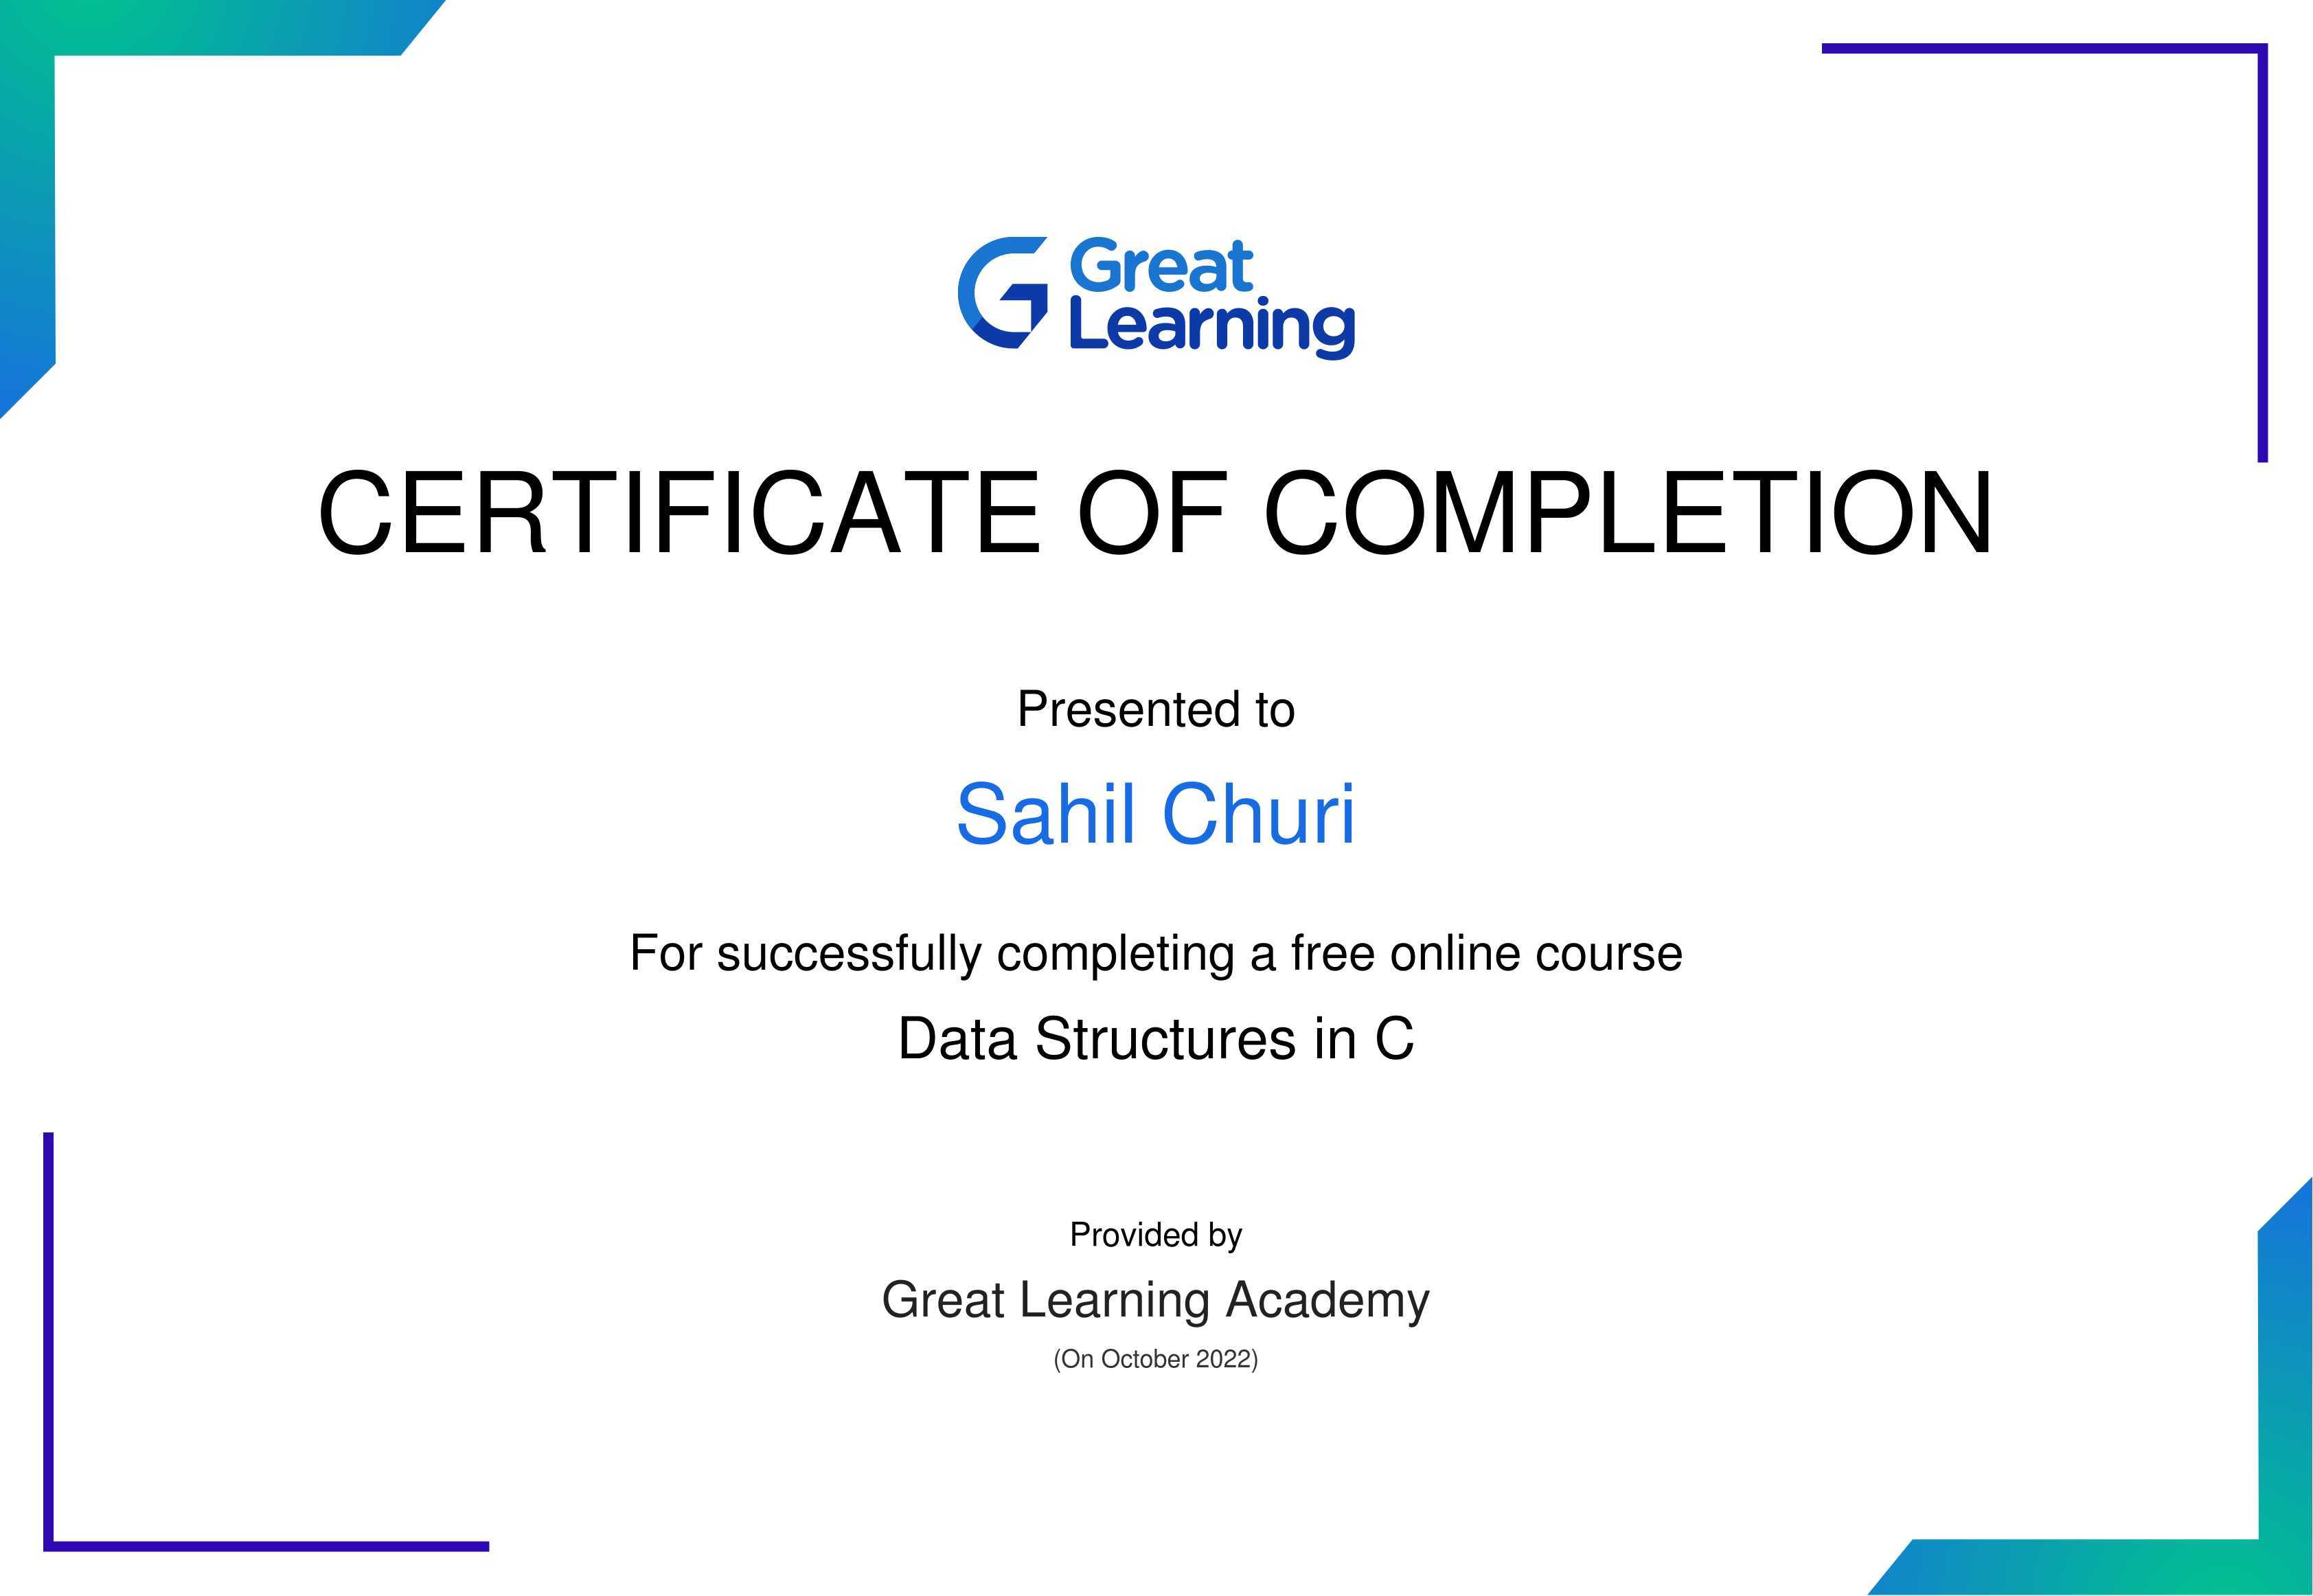 Great
Learning
CERTIFICATE OF COMPLETION
Presented to
Sahil Churi
For successfully completing a free online course
Data Structures in C
Provided by
Great Learning Academy
(On October 2022)